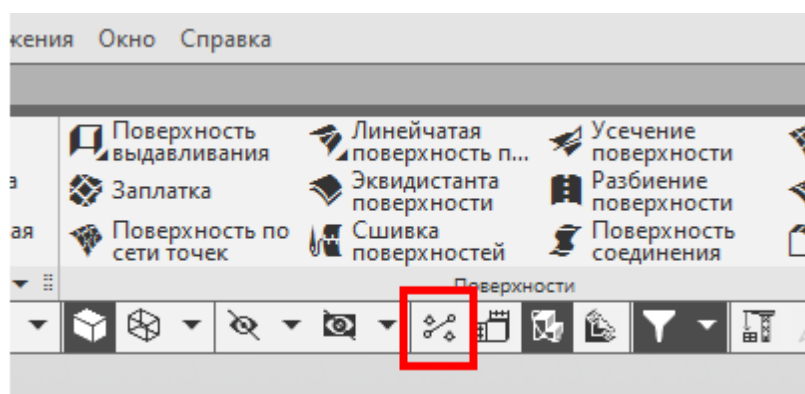 жения Окно Справка
Поверхность выдавливания
Линейчатая поверхность п...
Усечение поверхности
а
Заплатка
Эквидистанта поверхности
Разбиение поверхности
ая
Поверхность по сети точек
Сшивка поверхностей
Поверхность соединения
Поверхности